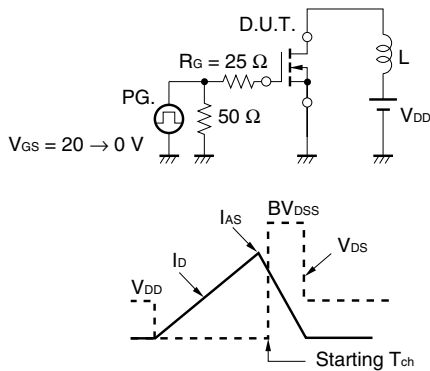 D.U.T.
RG = 25 Ω
L
PG.
50 Ω
VDD
VGS = 20 → 0 V
IAS
BVDSS
ID
VDS
VDD
Starting Tch